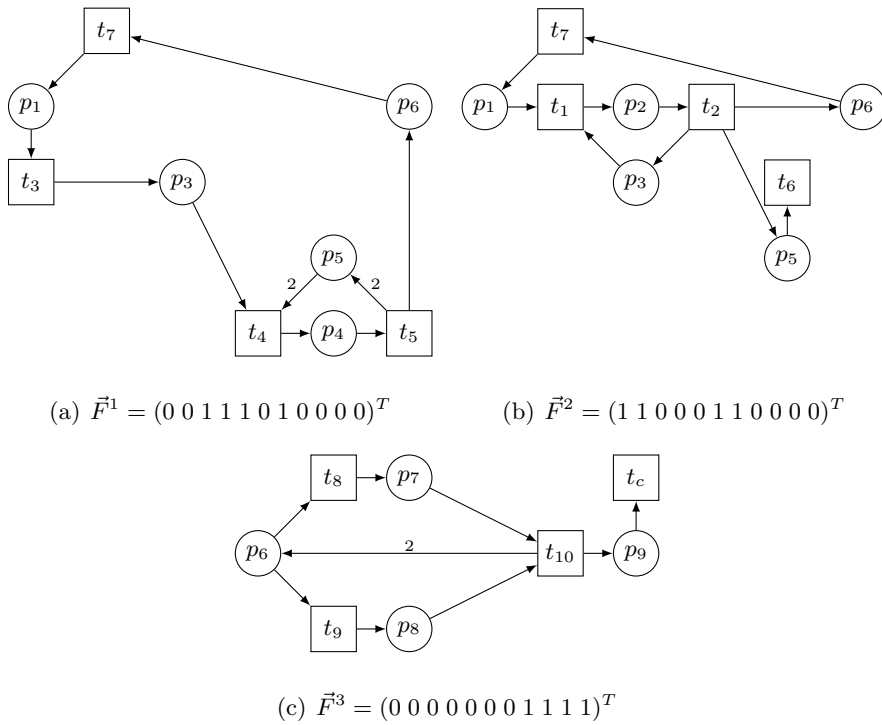 t₇ t₇
p₁ p₆ p₁ t₁ p₂ t₂ p₆
t₃ p₃ p₃ t₆
p₅ p₅
2 2
t₄ p₄ t₅
(a) F⃗¹ = (0 0 1 1 1 0 1 0 0 0 0)ᵀ
(b) F⃗² = (1 1 0 0 0 1 1 0 0 0 0)ᵀ
t₈ p₇ t_c
p₆ 2 t₁₀ p₉
t₉ p₈
(c) F⃗³ = (0 0 0 0 0 0 0 1 1 1 1)ᵀ